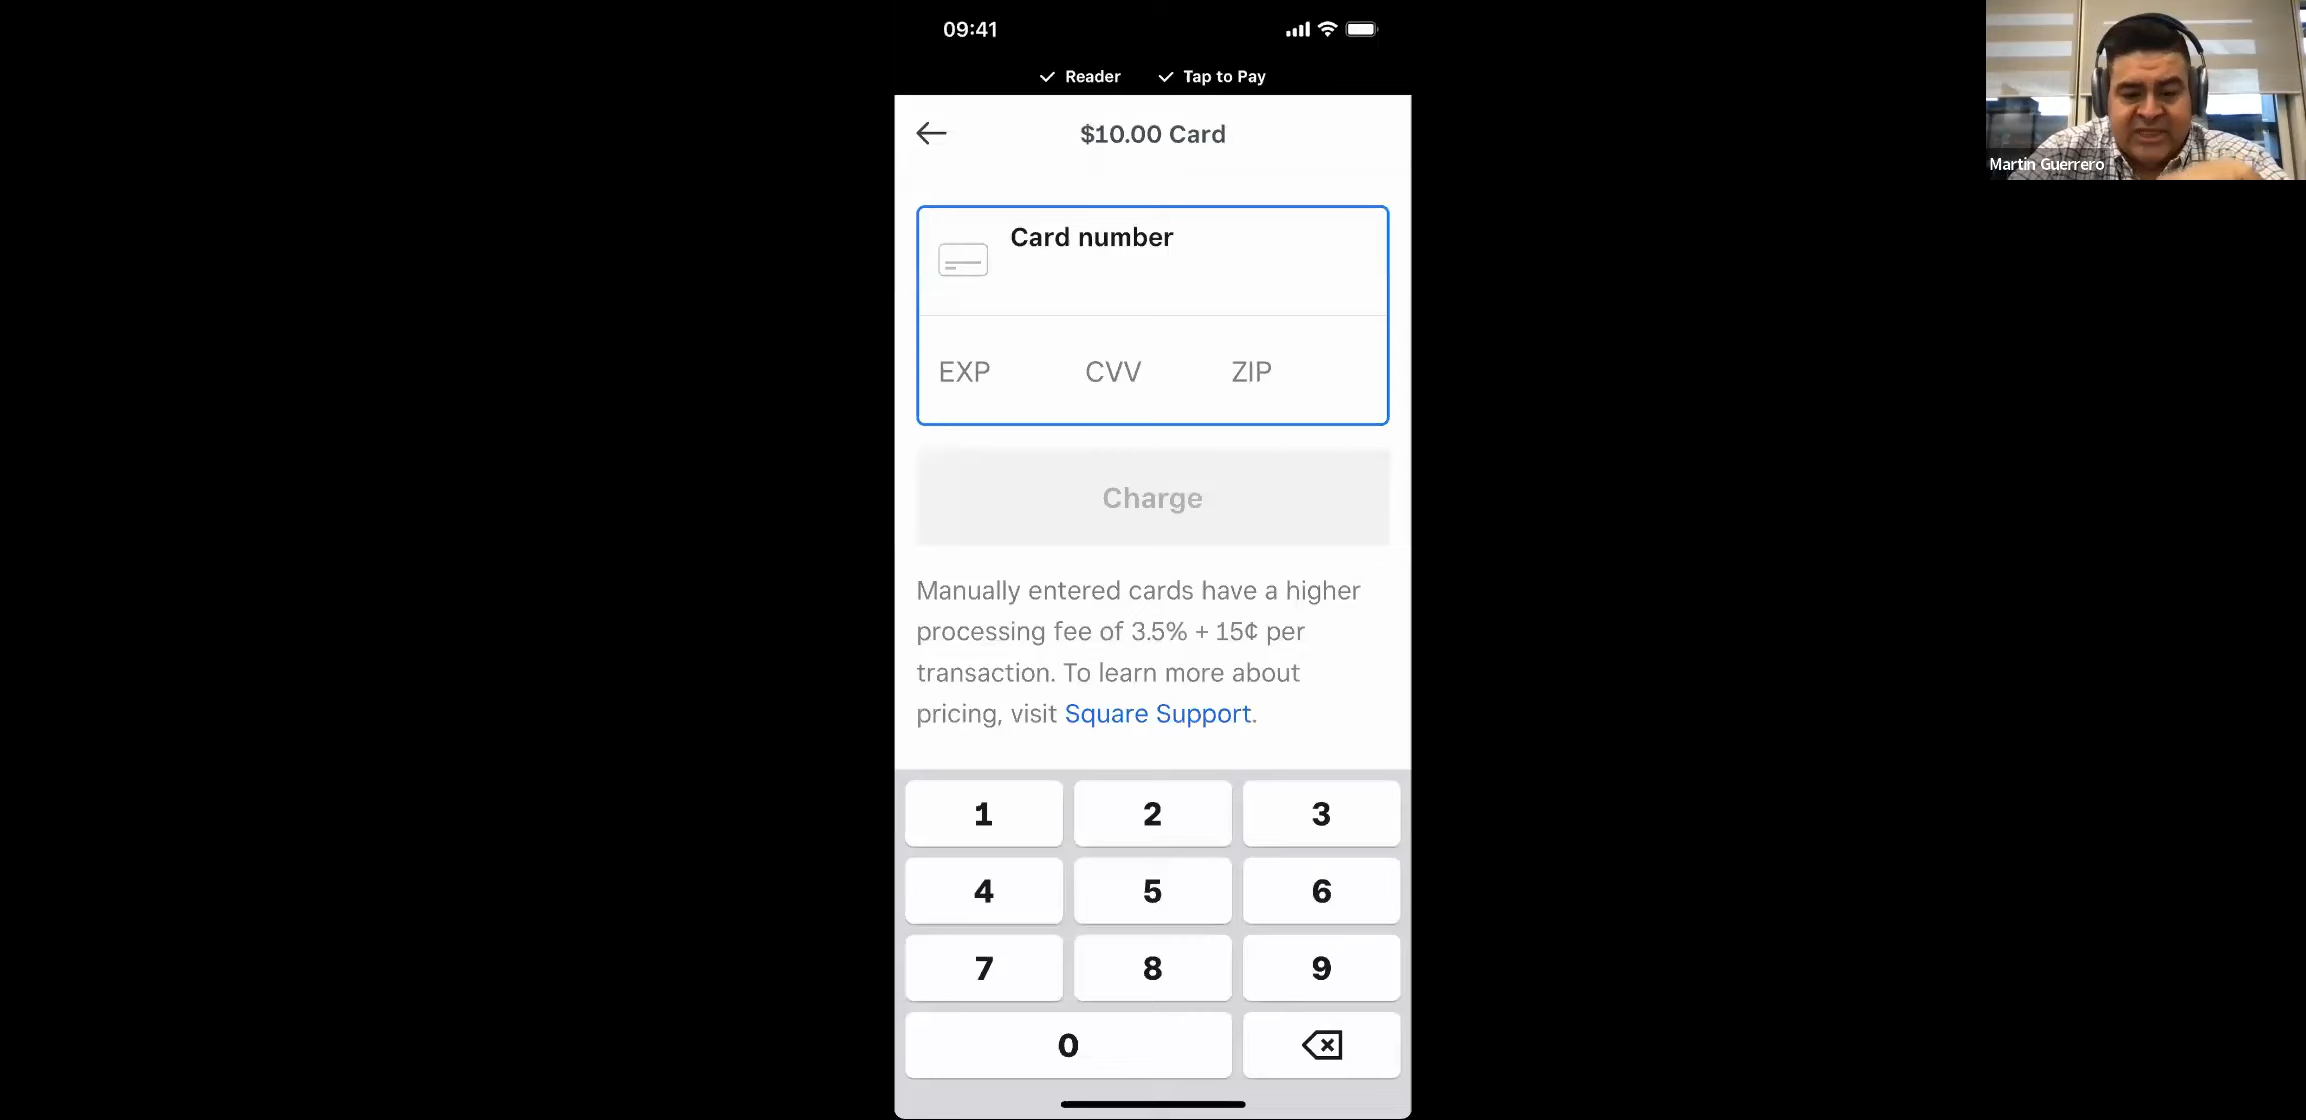 09:41
Reader Tap to Pay
$10.00 Card
Card number
EXP CVV ZIP
Charge
Manually entered cards have a higher
processing fee of 3.5% + 15¢ per
transaction. To learn more about
pricing, visit Square Support.
1 2 3
4 5 6
7 8 9
0
Martin Guerrero